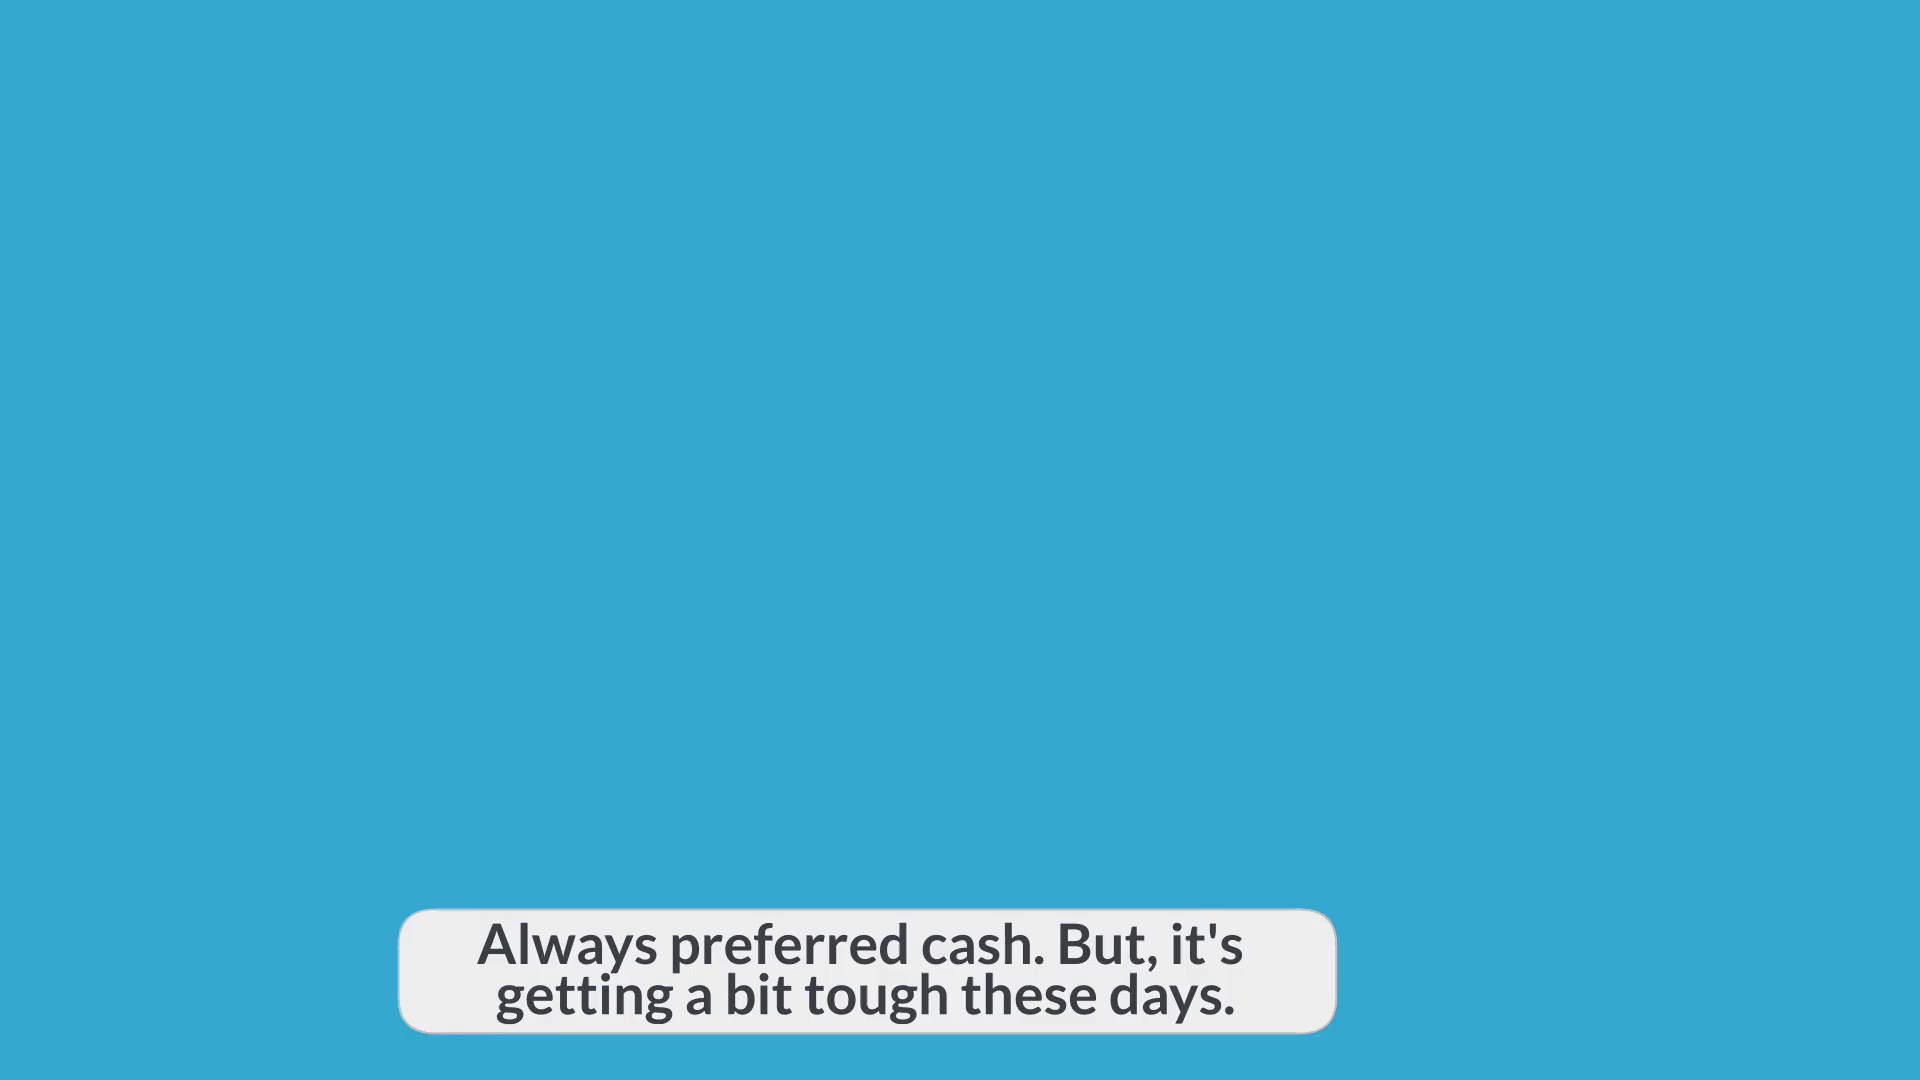 Always preferred cash. But, it's
getting a bit tough these days.